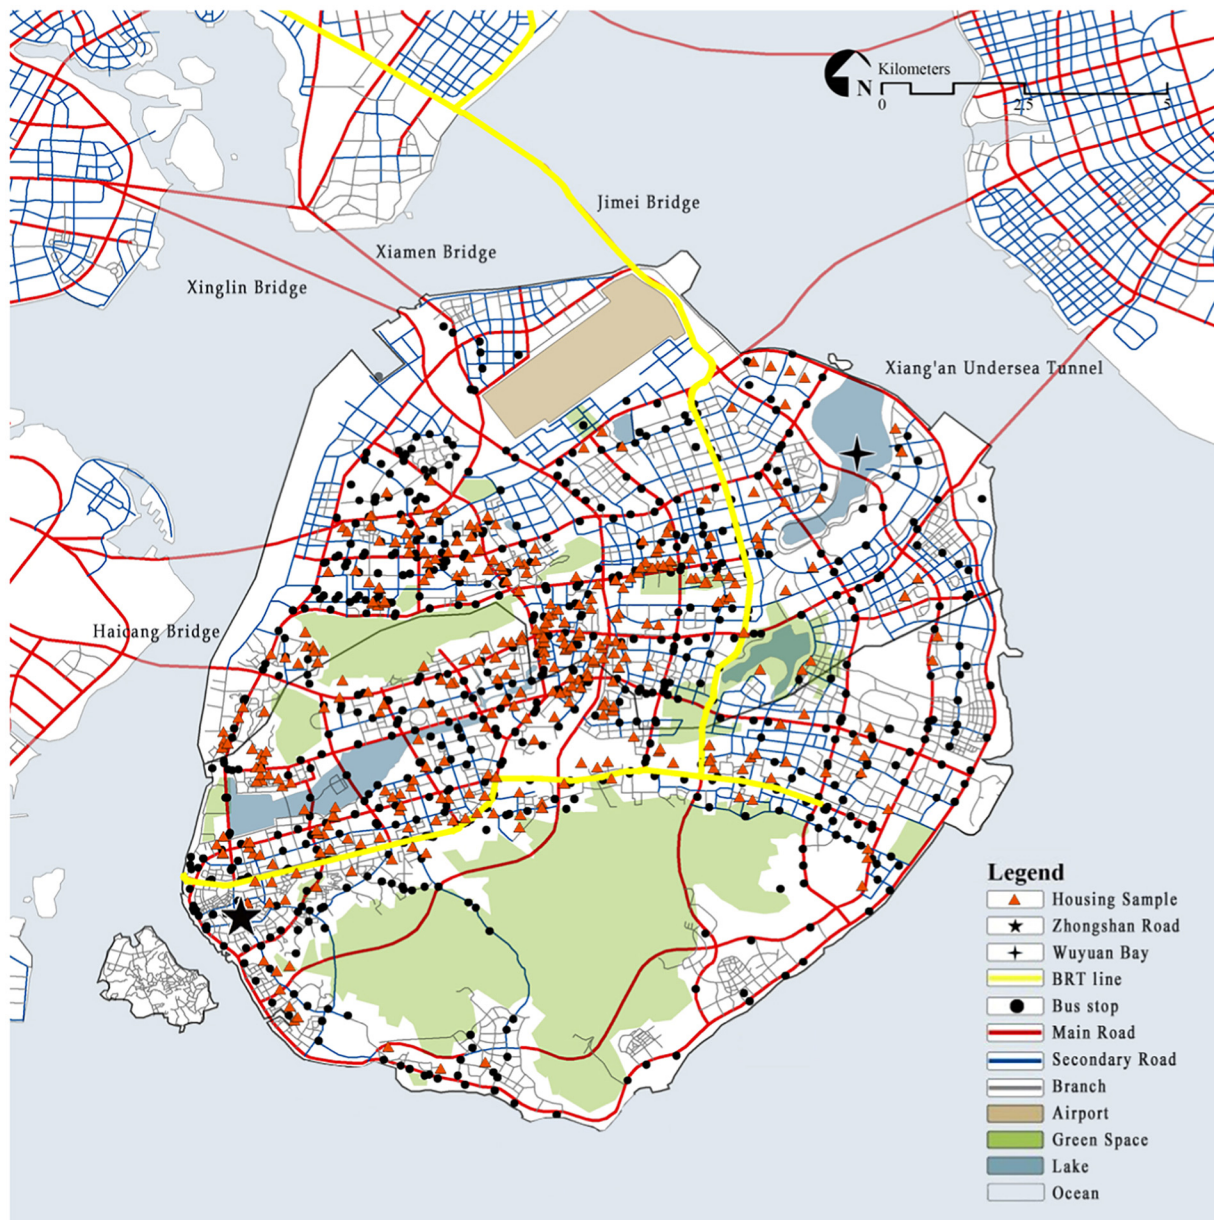 Kilometers
N
0
2.5
5
Jimei Bridge
Xiamen Bridge
Xinglin Bridge
Xiang'an Undersea Tunnel
Haicang Bridge
Legend
Housing Sample
Zhongshan Road
Wuyuan Bay
BRT line
Bus stop
Main Road
Secondary Road
Branch
Airport
Green Space
Lake
Ocean